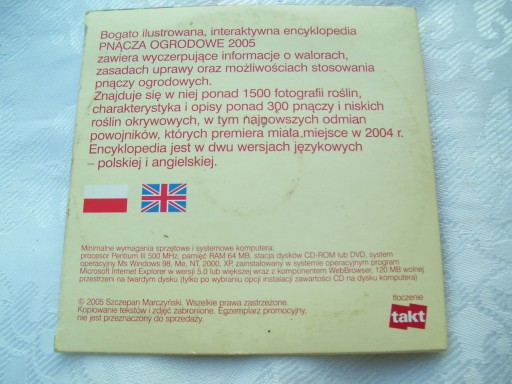 Bogato ilustrowana, interaktywna encyklopedia
PNĄCZA OGRODOWE 2005
zawiera wyczerpujące informacje o walorach,
zasadach uprawy oraz możliwościach stosowania
pnączy ogrodowych.
Znajduje się w niej ponad 1500 fotografii roślin,
charakterystyka i opisy ponad 300 pnączy i niskich
roślin okrywowych, w tym najnowszych odmian
powojników, których premiera miała miejsce w 2004 r.
Encyklopedia jest w dwu wersjach językowych
– polskiej i angielskiej.
Minimalne wymagania sprzętowe i systemowe komputera:
procesor Pentium III 500 MHz, pamięć RAM 64 MB, stacja dysków CD-ROM lub DVD, system
operacyjny Ms Windows 98, Me, NT, 2000, XP, zainstalowany w systemie operacyjnym program
Microsoft Internet Explorer w wersji 5.0 lub większej wraz z komponentem WebBrowser, 120 MB wolnej
przestrzeni na twardym dysku (tylko po wybraniu opcji instalacji zawartości CD na dysku komputera)
© 2005 Szczepan Marczyński. Wszelkie prawa zastrzeżone.
Kopiowanie tekstów i zdjęć zabronione. Egzemplarz promocyjny,
nie jest przeznaczony do sprzedaży.
tłoczenie
takt